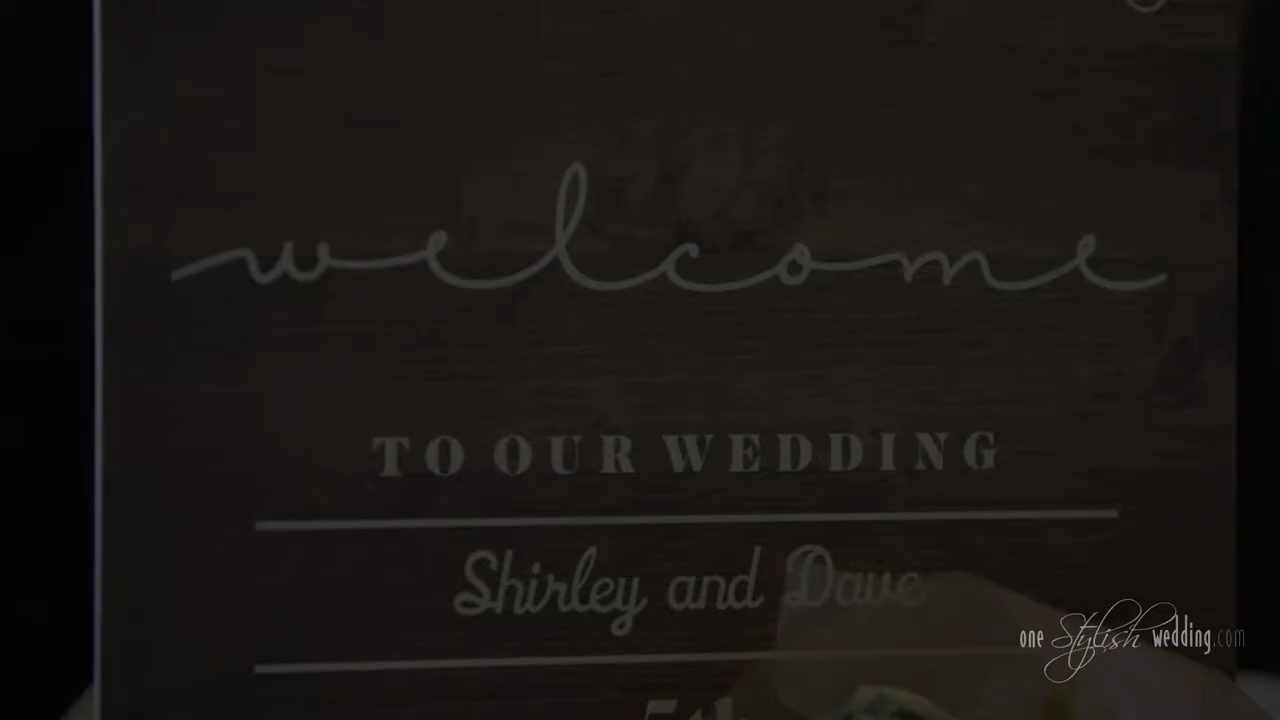 welcome
TO OUR WEDDING
Shirley and Dave
one Stylish wedding.com